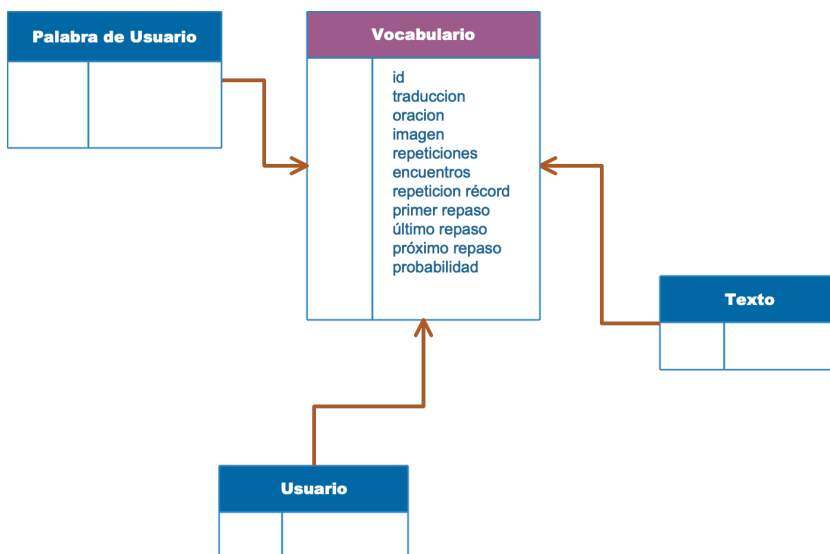 Palabra de Usuario
Vocabulario
id
traduccion
oracion
imagen
repeticiones
encuentros
repeticion récord
primer repaso
último repaso
próximo repaso
probabilidad
Texto
Usuario